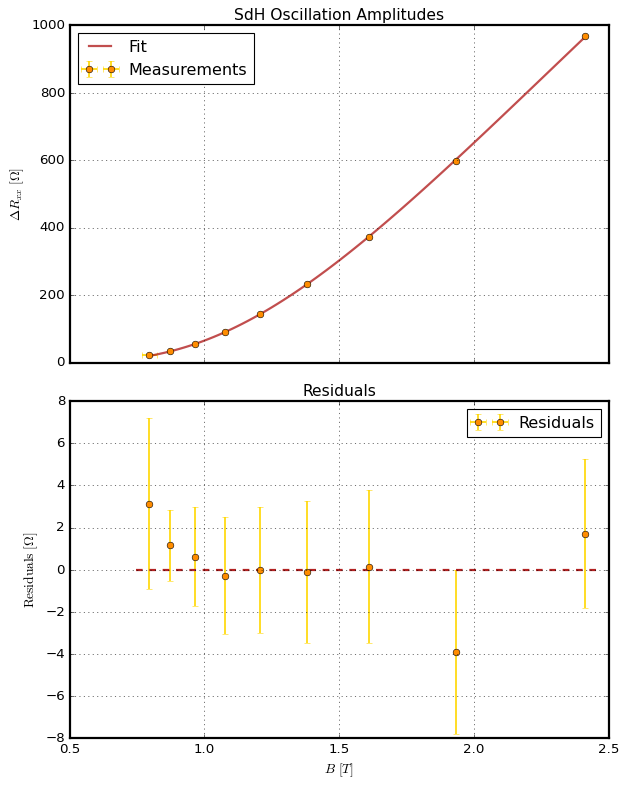 SdH Oscillation Amplitudes
1000
800
600
400
200
0
ΔR_xx [Ω]
Fit
Measurements
Residuals
8
6
4
2
0
−2
−4
−6
−8
Residuals [Ω]
Residuals
0.5 1.0 1.5 2.0 2.5
B [T]